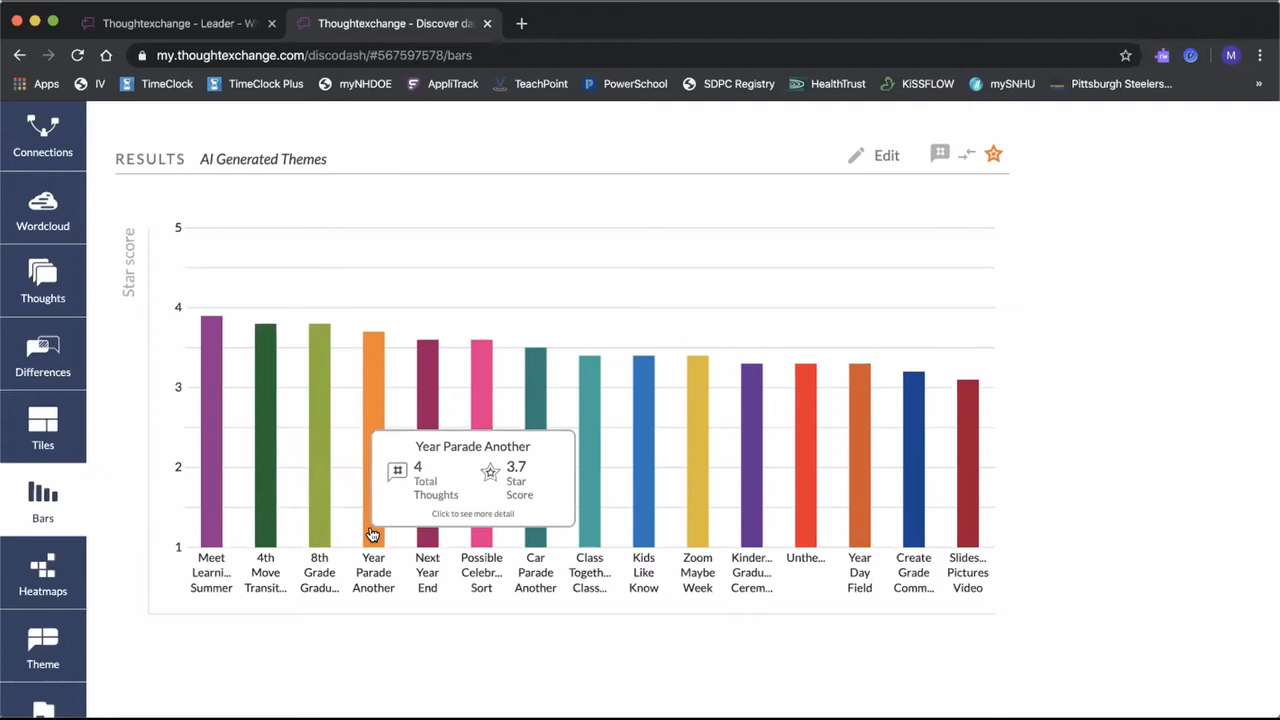 Thoughtexchange - Leader - Wh
Thoughtexchange - Discover da
my.thoughtexchange.com/discodash/#567597578/bars
M
Apps IV TimeClock TimeClock Plus myNHDOE AppliTrack TeachPoint PowerSchool SDPC Registry HealthTrust KISSFLOW mySNHU Pittsburgh Steelers... »
Connections
Wordcloud
Thoughts
Differences
Tiles
Bars
Heatmaps
Theme
RESULTS AI Generated Themes
Edit
Star score
5
4
3
2
1
Year Parade Another
4
Total
Thoughts
3.7
Star
Score
Click to see more detail
Meet
Learni...
Summer
4th
Move
Transit...
8th
Grade
Gradu...
Year
Parade
Another
Next
Year
End
Possible
Celebr...
Sort
Car
Parade
Another
Class
Togeth...
Class...
Kids
Like
Know
Zoom
Maybe
Week
Kinder...
Gradu...
Cerem...
Unthe...
Year
Day
Field
Create
Grade
Comm...
Slides...
Pictures
Video